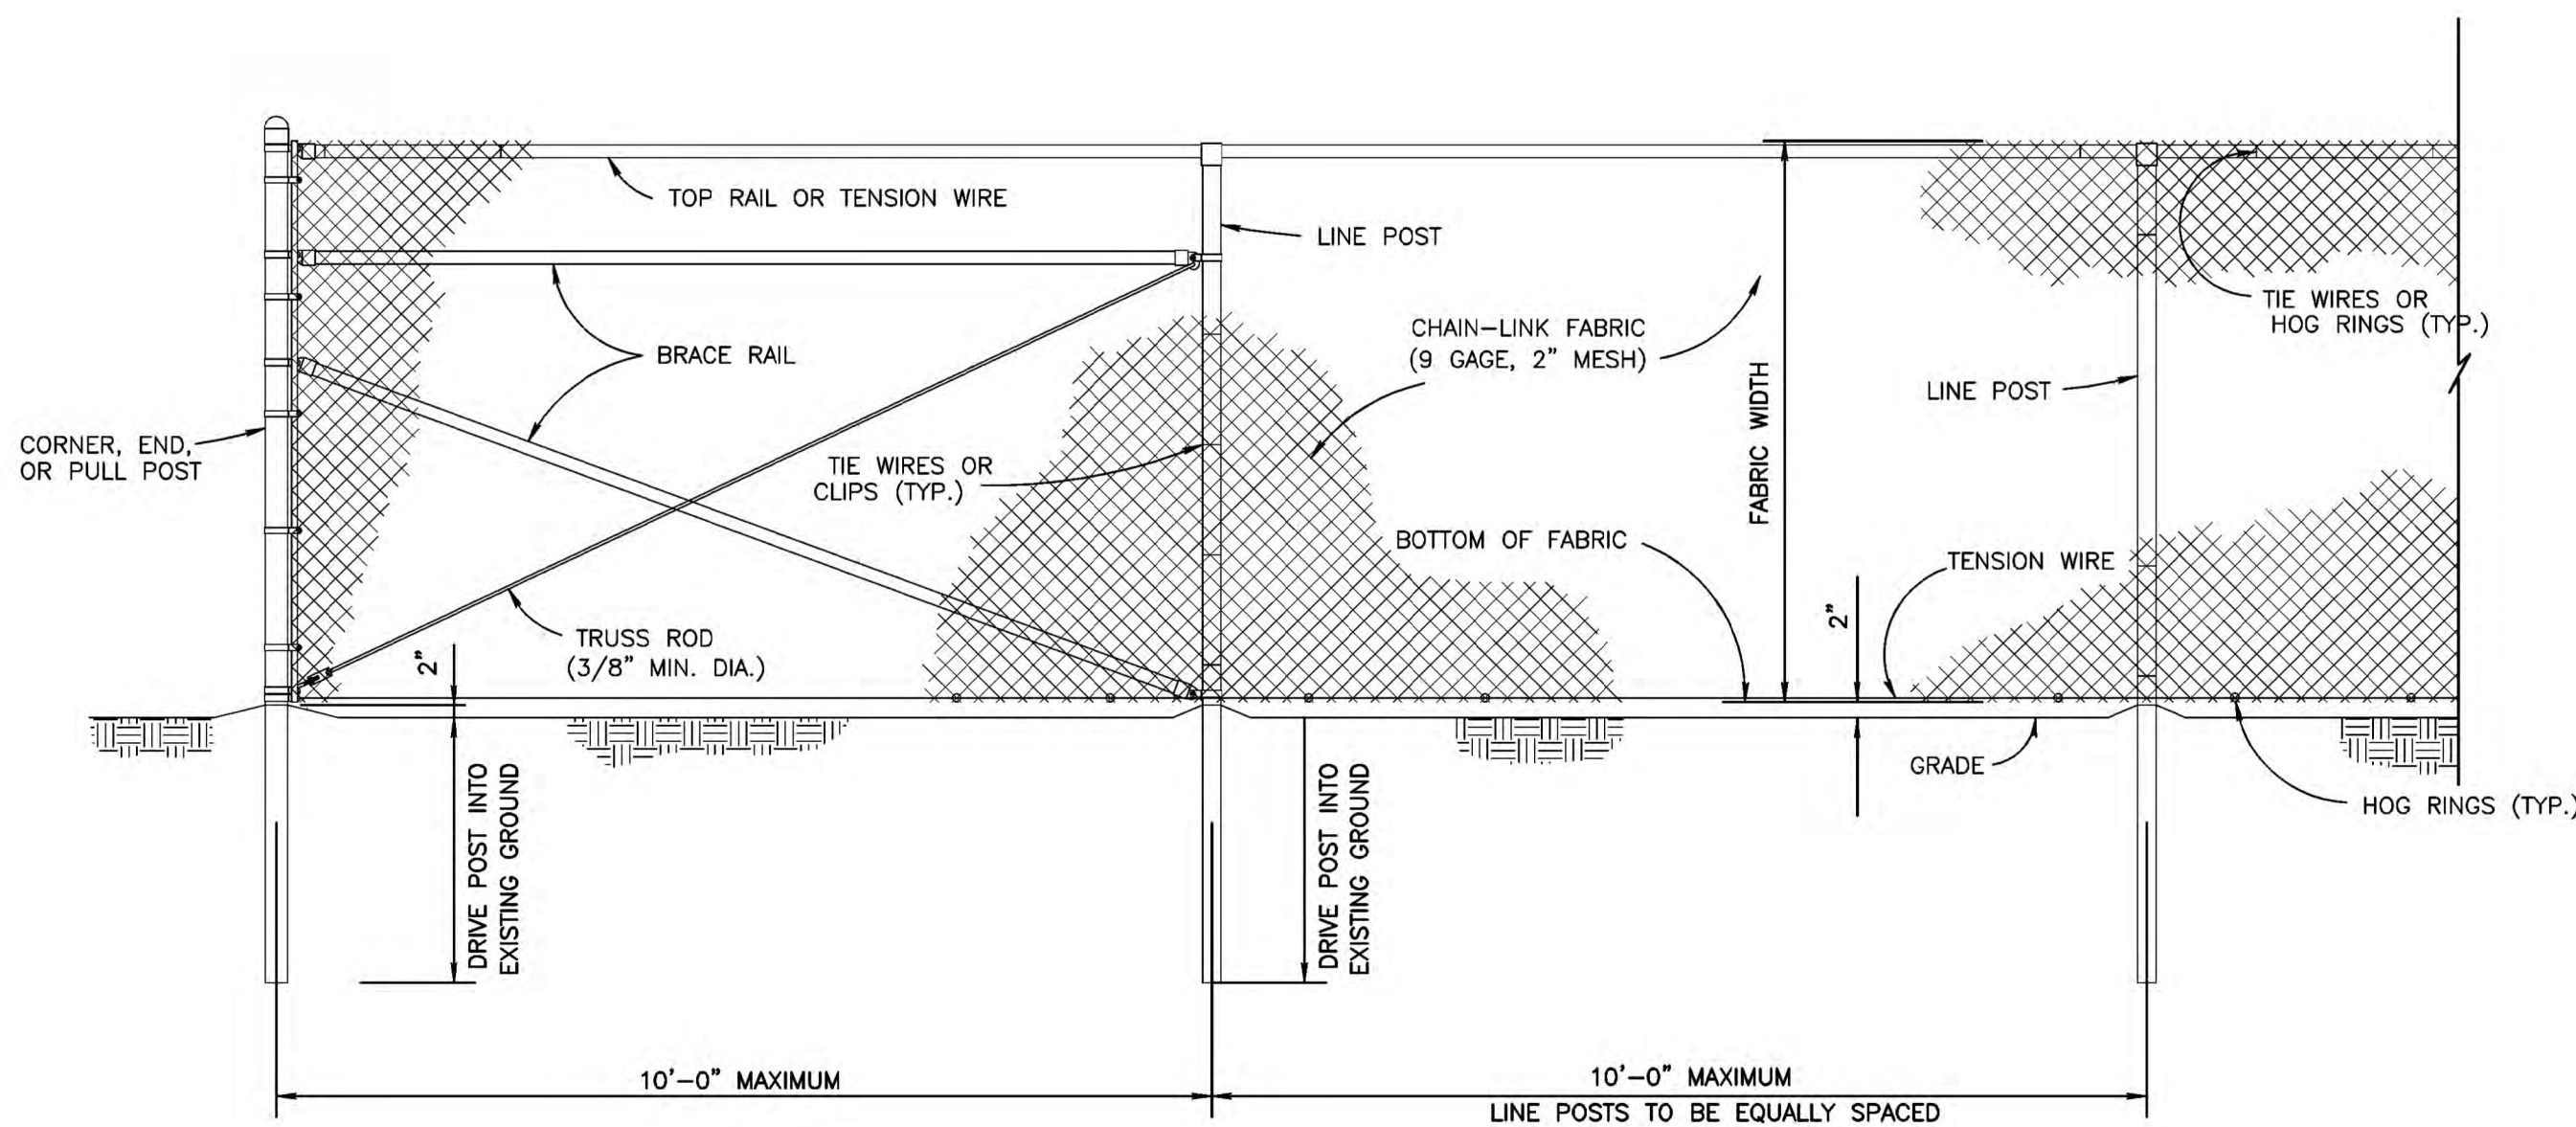 TOP RAIL OR TENSION WIRE
LINE POST
TIE WIRES OR
HOG RINGS (TYP.)
CHAIN-LINK FABRIC
(9 GAGE, 2" MESH)
BRACE RAIL
FABRIC WIDTH
LINE POST
CORNER, END,
OR PULL POST
TIE WIRES OR
CLIPS (TYP.)
BOTTOM OF FABRIC
TENSION WIRE
2"
TRUSS ROD
(3/8" MIN. DIA.)
2"
GRADE
HOG RINGS (TYP.)
DRIVE POST INTO
EXISTING GROUND
DRIVE POST INTO
EXISTING GROUND
10'-0" MAXIMUM
10'-0" MAXIMUM
LINE POSTS TO BE EQUALLY SPACED